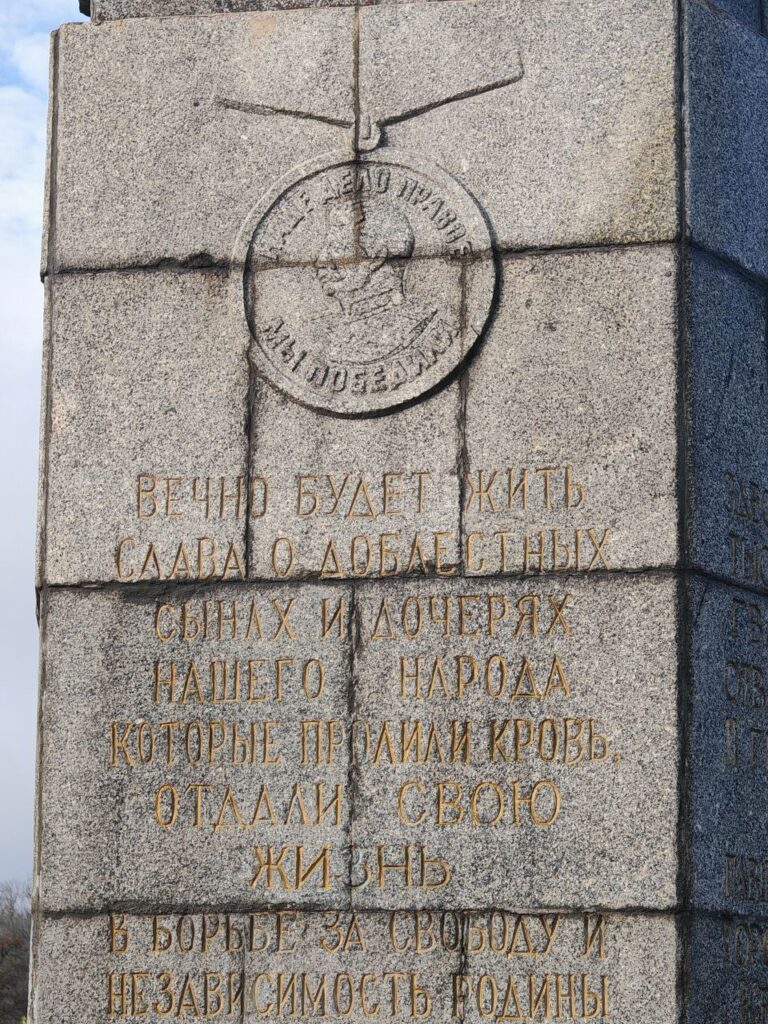 НАШЕ ДЕЛО ПРАВОЕ
МЫ ПОБЕДИЛИ
ВЕЧНО БУДЕТ ЖИТЬ
СЛАВА О ДОБЛЕСТНЫХ
СЫНАХ И ДОЧЕРЯХ
НАШЕГО НАРОДА
КОТОРЫЕ ПРОЛИЛИ КРОВЬ,
ОТДАЛИ СВОЮ
ЖИЗНЬ
В БОРЬБЕ ЗА СВОБОДУ И
НЕЗАВИСИМОСТЬ РОДИНЫ